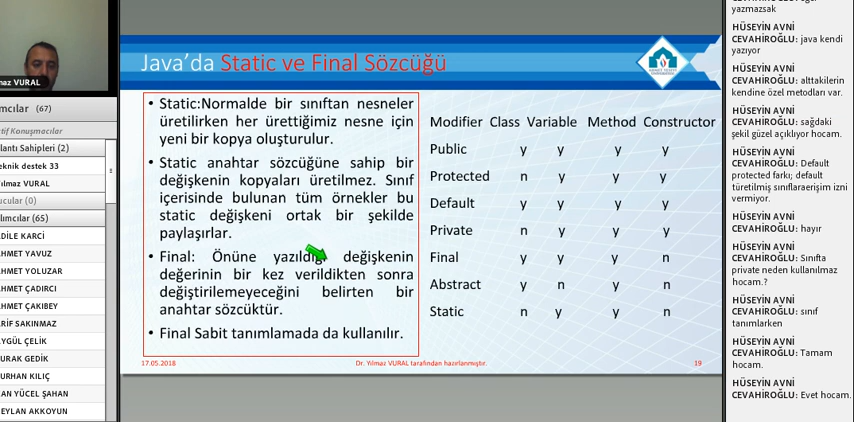 maz VURAL
mcılar (67)
tif Konuşmacılar
lantı Sahipleri (2)
eknik destek 33
ılmaz VURAL
ucular (0)
ılımcılar (65)
DİLE KARCİ
HMET YAVUZ
HMET YOLUZAR
HMET ÇADIRCI
HMET ÇAKIBEY
RİF SAKINMAZ
YGÜL ÇELİK
URAK GEDİK
URHAN KILIÇ
AN YÜCEL ŞAHAN
EYLAN AKKOYUN
Java'da Static ve Final Sözcüğü
• Static:Normalde bir sınıftan nesneler
üretilirken her ürettiğimiz nesne için
yeni bir kopya oluşturulur.
• Static anahtar sözcüğüne sahip bir
değişkenin kopyaları üretilmez. Sınıf
içerisinde bulunan tüm örnekler bu
static değişkeni ortak bir şekilde
paylaşırlar.
• Final: Önüne yazıldığı değişkenin
değerinin bir kez verildikten sonra
değiştirilemeyeceğini belirten bir
anahtar sözcüktür.
• Final Sabit tanımlamada da kullanılır.
Modifier Class Variable Method Constructor
Public y y y y
Protected n y y y
Default y y y y
Private n y y y
Final y y y n
Abstract y n y n
Static n y y n
17.05.2018 Dr. Yılmaz VURAL tarafından hazırlanmıştır. 19
yazmazsak
HÜSEYİN AVNİ
CEVAHİROĞLU: java kendi
yazıyor
HÜSEYİN AVNİ
CEVAHİROĞLU: alttakilerin
kendine özel metodları var.
HÜSEYİN AVNİ
CEVAHİROĞLU: sağdaki
şekil güzel açıklıyor hocam.
HÜSEYİN AVNİ
CEVAHİROĞLU: Default
protected farkı; default
türetilmiş sınıflaraerişim izni
vermiyor.
HÜSEYİN AVNİ
CEVAHİROĞLU: hayır
HÜSEYİN AVNİ
CEVAHİROĞLU: Sınıfta
private neden kullanılmaz
hocam.?
HÜSEYİN AVNİ
CEVAHİROĞLU: sınıf
tanımlarken
HÜSEYİN AVNİ
CEVAHİROĞLU: Tamam
hocam.
HÜSEYİN AVNİ
CEVAHİROĞLU: Evet hocam.